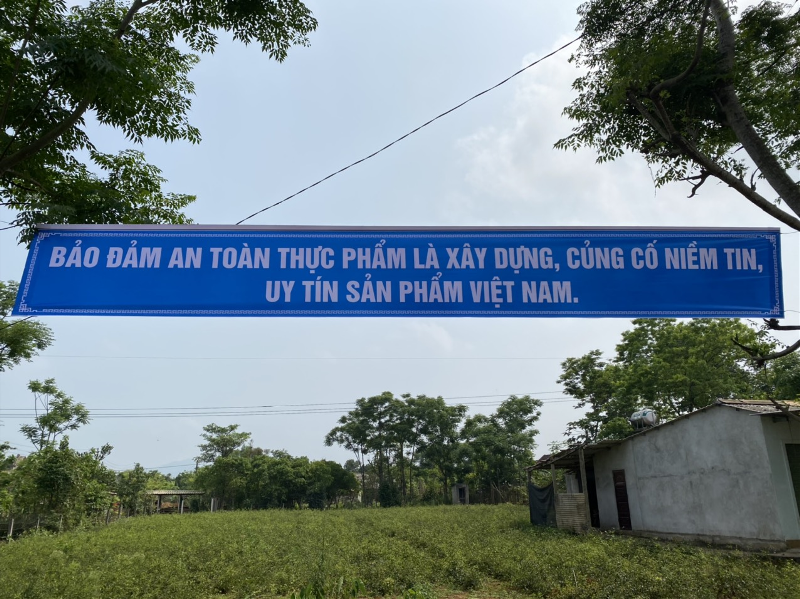 BẢO ĐẢM AN TOÀN THỰC PHẨM LÀ XÂY DỰNG, CỦNG CỐ NIỀM TIN,
UY TÍN SẢN PHẨM VIỆT NAM.